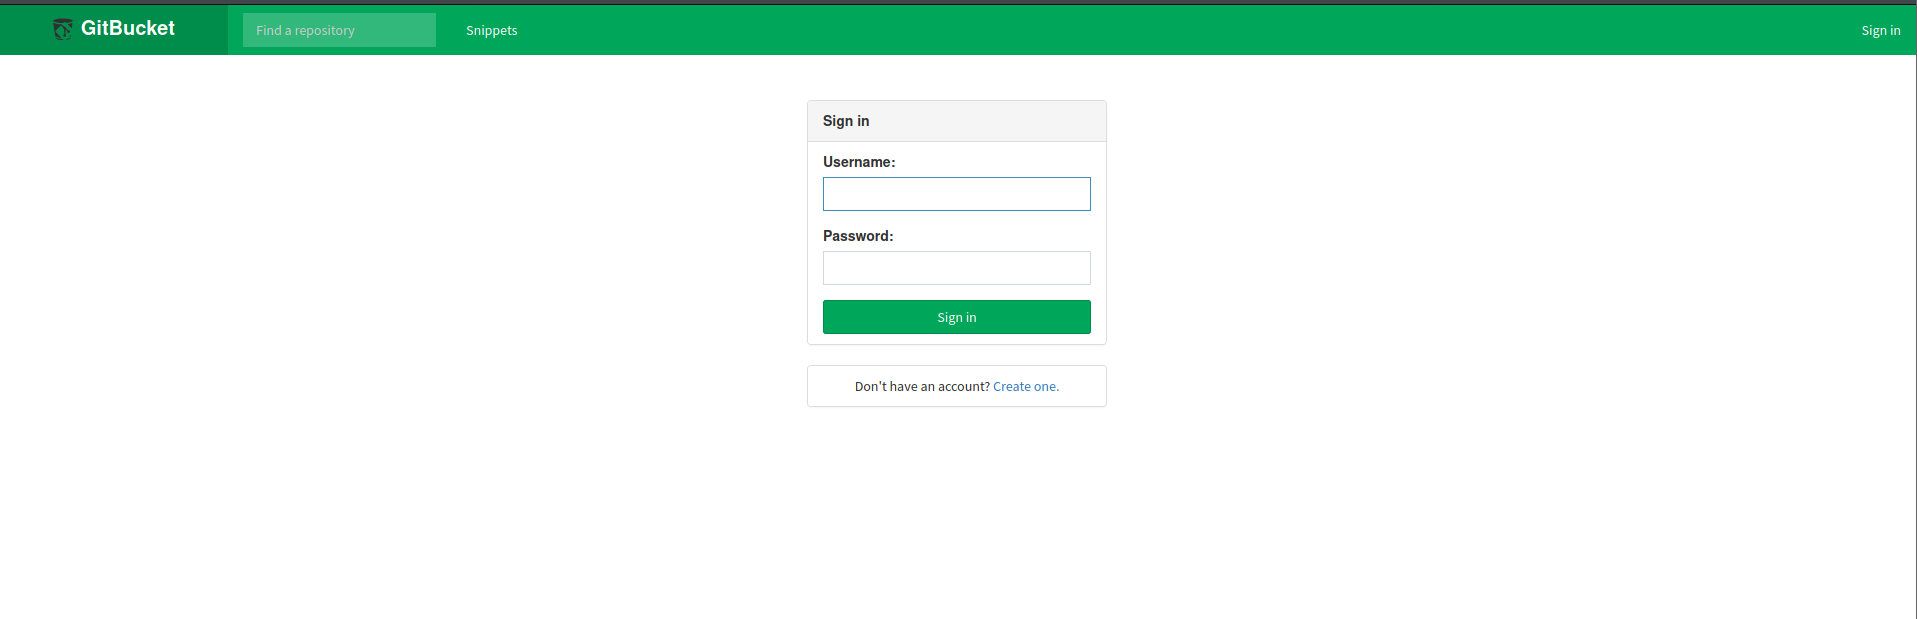 GitBucket Find a repository Snippets Sign in
Sign in
Username:
Password:
Sign in
Don't have an account? Create one.